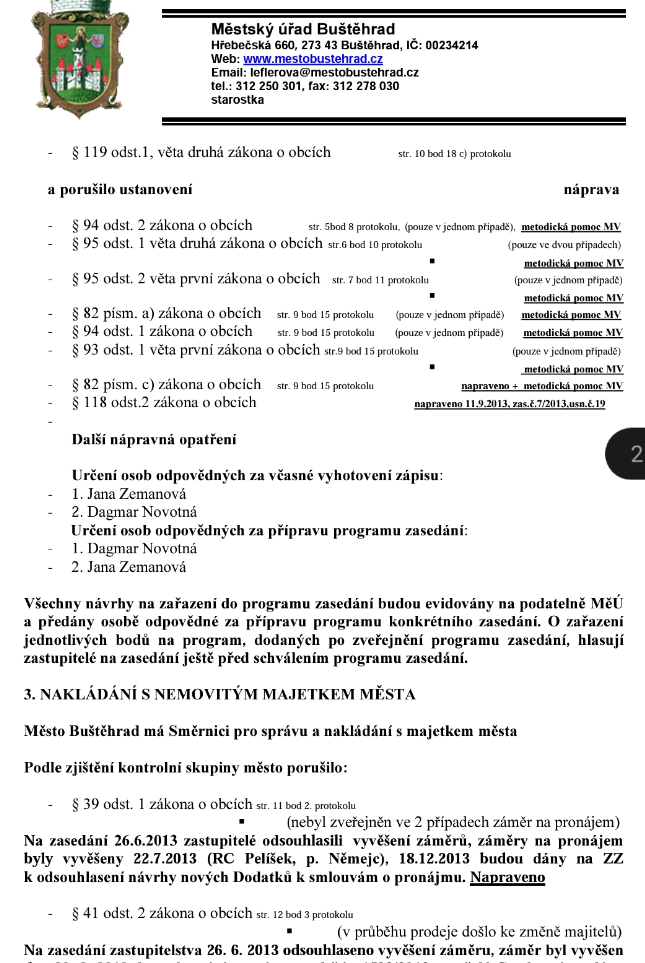 Městský úřad Buštěhrad
Hřebečská 660, 273 43 Buštěhrad, IČ: 00234214
Web: www.mestobustehrad.cz
Email: leflerova@mestobustehrad.cz
tel.: 312 250 301, fax: 312 278 030
starostka
- § 119 odst.1, věta druhá zákona o obcích str. 10 bod 18 c) protokolu
a porušilo ustanovení náprava
- § 94 odst. 2 zákona o obcích str. 5bod 8 protokolu, (pouze v jednom případě), metodická pomoc MV
- § 95 odst. 1 věta druhá zákona o obcích str.6 bod 10 protokolu (pouze ve dvou případech)
▪ metodická pomoc MV
- § 95 odst. 2 věta první zákona o obcích str. 7 bod 11 protokolu (pouze v jednom případě)
▪ metodická pomoc MV
- § 82 písm. a) zákona o obcích str. 9 bod 15 protokolu (pouze v jednom případě) metodická pomoc MV
- § 94 odst. 1 zákona o obcích str. 9 bod 15 protokolu (pouze v jednom případě) metodická pomoc MV
- § 93 odst. 1 věta první zákona o obcích str.9 bod 15 protokolu (pouze v jednom případě)
▪ metodická pomoc MV
- § 82 písm. c) zákona o obcích str. 9 bod 15 protokolu napraveno + metodická pomoc MV
- § 118 odst.2 zákona o obcích napraveno 11.9.2013, zas.č.7/2013,usn.č.19
-
Další nápravná opatření
2
Určení osob odpovědných za včasné vyhotovení zápisu:
- 1. Jana Zemanová
- 2. Dagmar Novotná
Určení osob odpovědných za přípravu programu zasedání:
- 1. Dagmar Novotná
- 2. Jana Zemanová
Všechny návrhy na zařazení do programu zasedání budou evidovány na podatelně MěÚ
a předány osobě odpovědné za přípravu programu konkrétního zasedání. O zařazení
jednotlivých bodů na program, dodaných po zveřejnění programu zasedání, hlasují
zastupitelé na zasedání ještě před schválením programu zasedání.
3. NAKLÁDÁNÍ S NEMOVITÝM MAJETKEM MĚSTA
Město Buštěhrad má Směrnici pro správu a nakládání s majetkem města
Podle zjištění kontrolní skupiny město porušilo:
- § 39 odst. 1 zákona o obcích str. 11 bod 2. protokolu
▪ (nebyl zveřejněn ve 2 případech záměr na pronájem)
Na zasedání 26.6.2013 zastupitelé odsouhlasili vyvěšení záměrů, záměry na pronájem
byly vyvěšeny 22.7.2013 (RC Pelíšek, p. Němejc), 18.12.2013 budou dány na ZZ
k odsouhlasení návrhy nových Dodatků k smlouvám o pronájmu. Napraveno
- § 41 odst. 2 zákona o obcích str. 12 bod 3 protokolu
▪ (v průběhu prodeje došlo ke změně majitelů)
Na zasedání zastupitelstva 26. 6. 2013 odsouhlaseno vyvěšení záměru, záměr byl vyvěšen